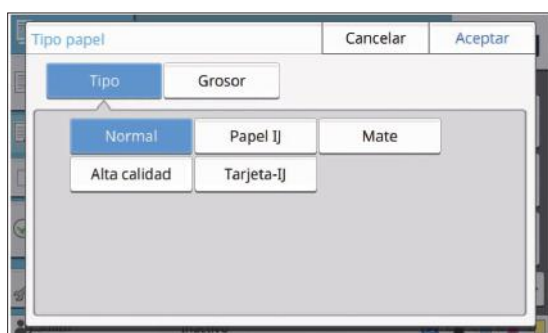 Tipo papel Cancelar Aceptar
Tipo Grosor
Normal Papel IJ Mate
Alta calidad Tarjeta-IJ